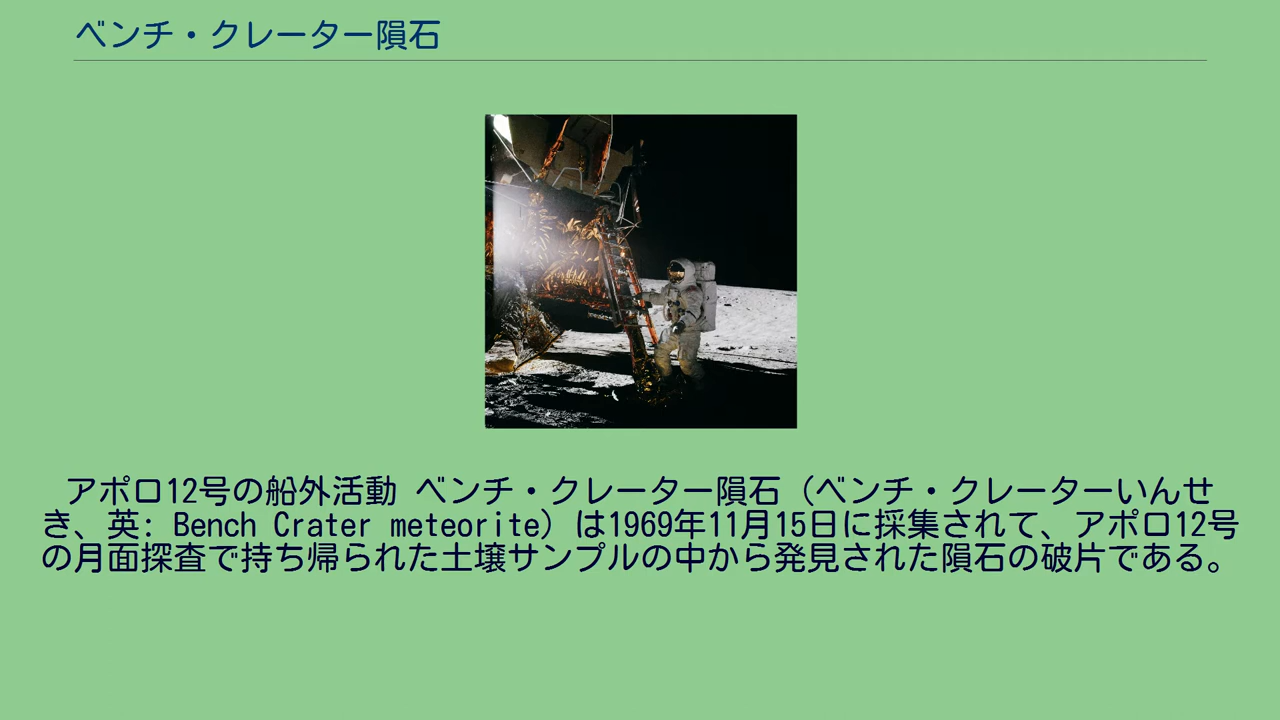 ベンチ・クレーター隕石
アポロ12号の船外活動 ベンチ・クレーター隕石（ベンチ・クレーターいんせ
き、英: Bench Crater meteorite）は1969年11月15日に採集されて、アポロ12号
の月面探査で持ち帰られた土壌サンプルの中から発見された隕石の破片である。